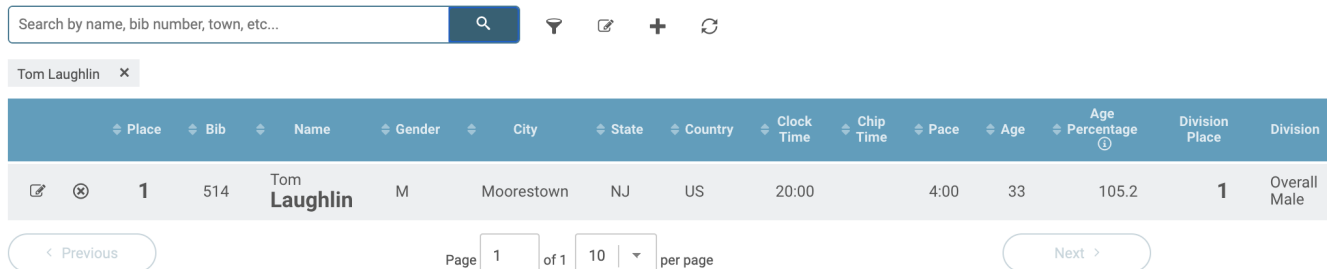 Search by name, bib number, town, etc...
Tom Laughlin ×
Place Bib Name Gender City State Country Clock Time Chip Time Pace Age Age Percentage Division Place Division
1 514 Tom Laughlin M Moorestown NJ US 20:00 4:00 33 105.2 1 Overall Male
< Previous Page 1 of 1 10 per page Next >